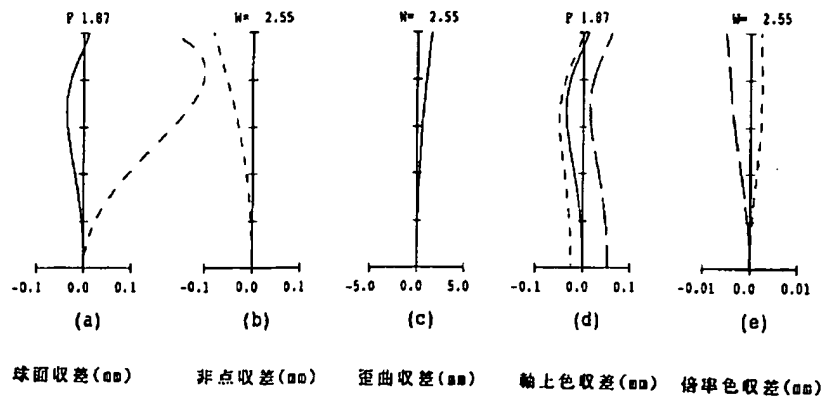 F 1.87 W= 2.55 W= 2.55 F 1.87 W= 2.55
-0.1 0.0 0.1 -0.1 0.0 0.1 -5.0 0.0 5.0 -0.1 0.0 0.1 -0.01 0.0 0.01
(a) (b) (c) (d) (e)
球面収差(mm) 非点収差(mm) 歪曲収差(mm) 軸上色収差(mm) 倍率色収差(mm)